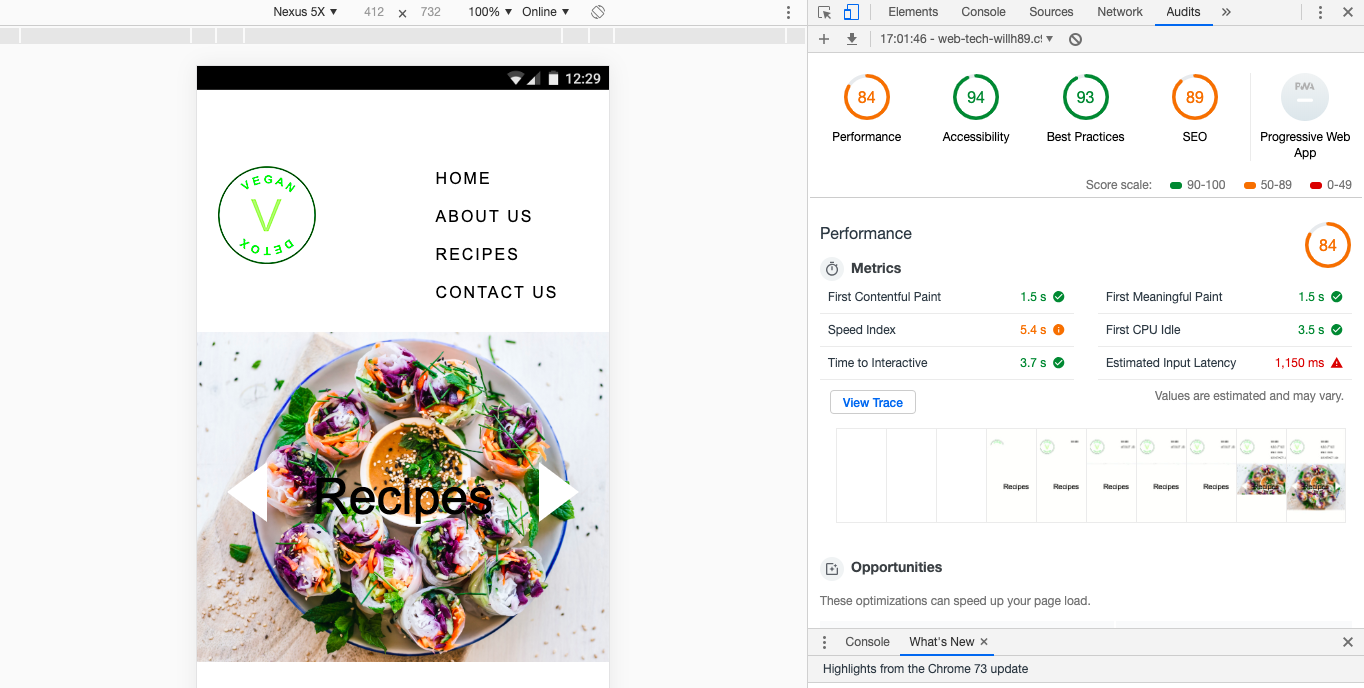 Nexus 5X ▼ 412 × 732 100% ▼ Online ▼
12:29
VEGAN
V
DETOX
HOME
ABOUT US
RECIPES
CONTACT US
Recipes
Elements Console Sources Network Audits »
17:01:46 - web-tech-willh89.c ▼
84 94 93 89 PWA
Performance Accessibility Best Practices SEO Progressive Web
App
Score scale: 90-100 50-89 0-49
Performance 84
Metrics
First Contentful Paint 1.5 s First Meaningful Paint 1.5 s
Speed Index 5.4 s First CPU Idle 3.5 s
Time to Interactive 3.7 s Estimated Input Latency 1,150 ms
View Trace Values are estimated and may vary.
Recipes Recipes Recipes Recipes Recipes Recipes Recipes
Opportunities
These optimizations can speed up your page load.
Console What's New ×
Highlights from the Chrome 73 update